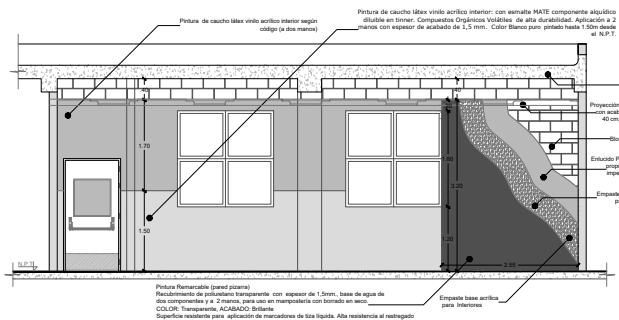 Pintura de caucho látex vinilo acrílico interior según
código (a dos manos)
Pintura de caucho látex vinilo acrílico interior: con esmalte MATE componente alquídico
diluible en tinner. Compuestos Orgánicos Volátiles de alta durabilidad. Aplicación a 2
manos con espesor de acabado de 1,5 mm. Color Blanco puro pintado hasta 1.50m desde
el N.P.T.
.40
.40
Proyección
con acab
40 cm
Blo
1.70
1.80
3.20
Enlucido P
prop
impe
Empaste
pa
1.50
1.20
2.55
N.P.T.
Pintura Remarcable (pared pizarra)
Recubrimiento de poliuretano transparente con espesor de 1,5mm., base de agua de
dos componentes y a 2 manos, para uso en mampostería con borrado en seco.
COLOR: Transparente, ACABADO: Brillante
Superficie resistente para aplicación de marcadores de tiza líquida. Alta resistencia al restregado
Empaste base acrílica
para Interiores